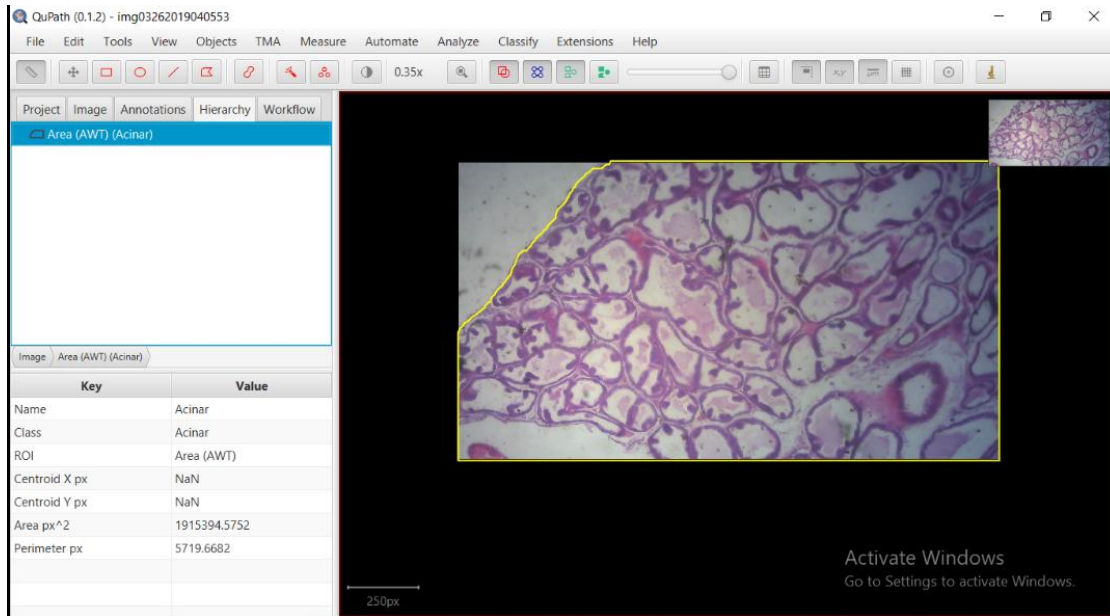 QuPath (0.1.2) - img03262019040553
File Edit Tools View Objects TMA Measure Automate Analyze Classify Extensions Help
0.35x x,y µm
Project Image Annotations Hierarchy Workflow
Area (AWT) (Acinar)
Image Area (AWT) (Acinar)
Key Value
Name Acinar
Class Acinar
ROI Area (AWT)
Centroid X px NaN
Centroid Y px NaN
Area px^2 1915394.5752
Perimeter px 5719.6682
250px
Activate Windows
Go to Settings to activate Windows.